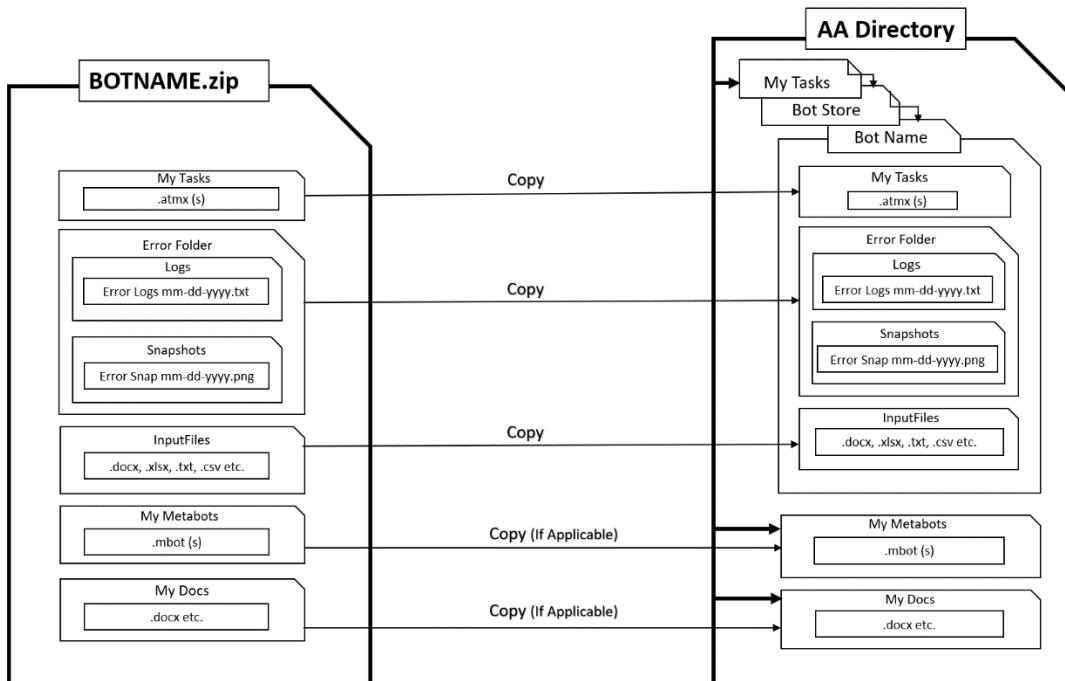 BOTNAME.zip
My Tasks
.atmx (s)
Error Folder
Logs
Error Logs mm-dd-yyyy.txt
Snapshots
Error Snap mm-dd-yyyy.png
InputFiles
.docx, .xlsx, .txt, .csv etc.
My Metabots
.mbot (s)
My Docs
.docx etc.
Copy
Copy
Copy
Copy (If Applicable)
Copy (If Applicable)
AA Directory
My Tasks
Bot Store
Bot Name
My Tasks
.atmx (s)
Error Folder
Logs
Error Logs mm-dd-yyyy.txt
Snapshots
Error Snap mm-dd-yyyy.png
InputFiles
.docx, .xlsx, .txt, .csv etc.
My Metabots
.mbot (s)
My Docs
.docx etc.